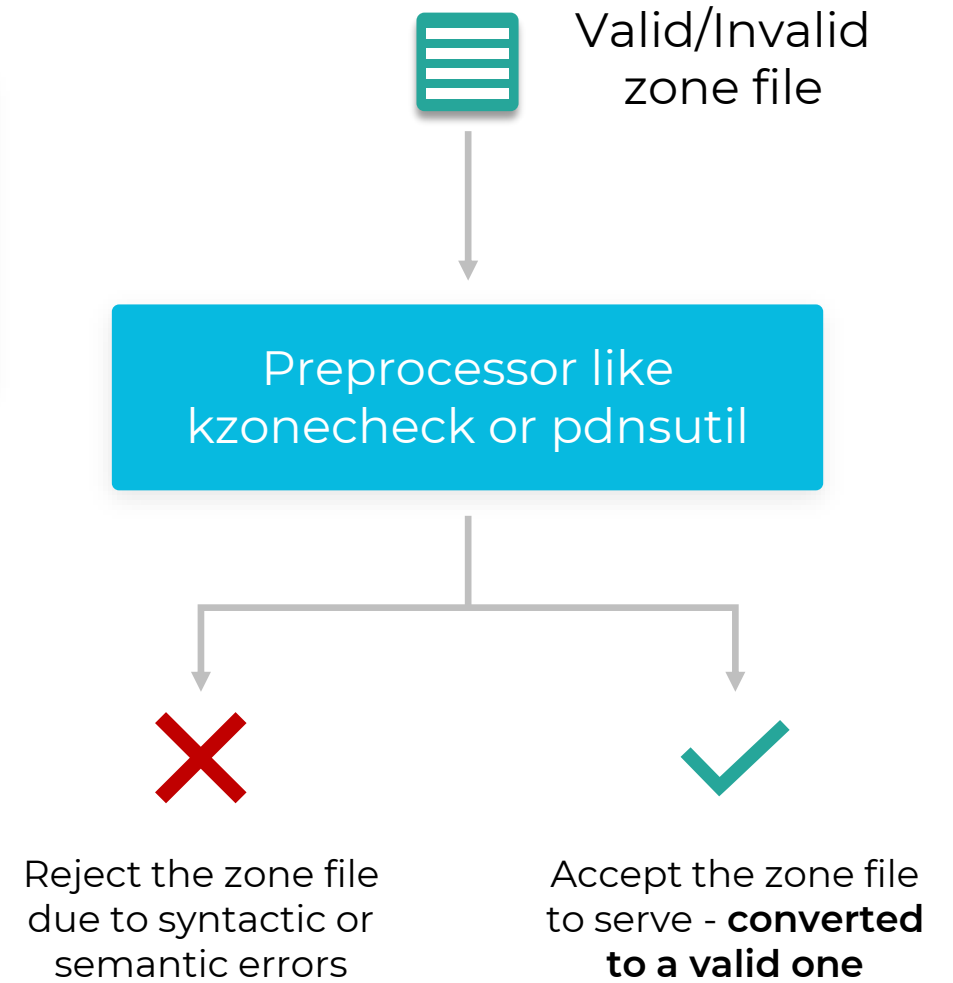 Valid/Invalid
zone file
Preprocessor like
kzonecheck or pdnsutil
Reject the zone file
due to syntactic or
semantic errors
Accept the zone file
to serve - converted
to a valid one